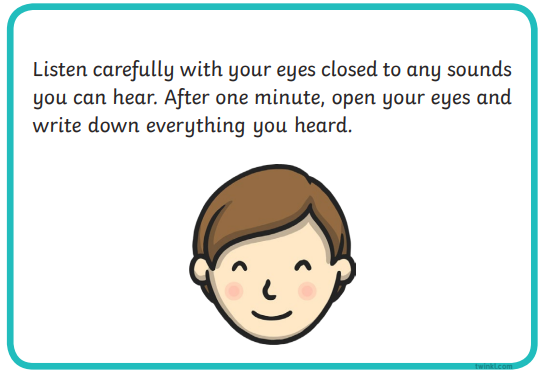 Listen carefully with your eyes closed to any sounds
you can hear. After one minute, open your eyes and
write down everything you heard.
twinkl.com